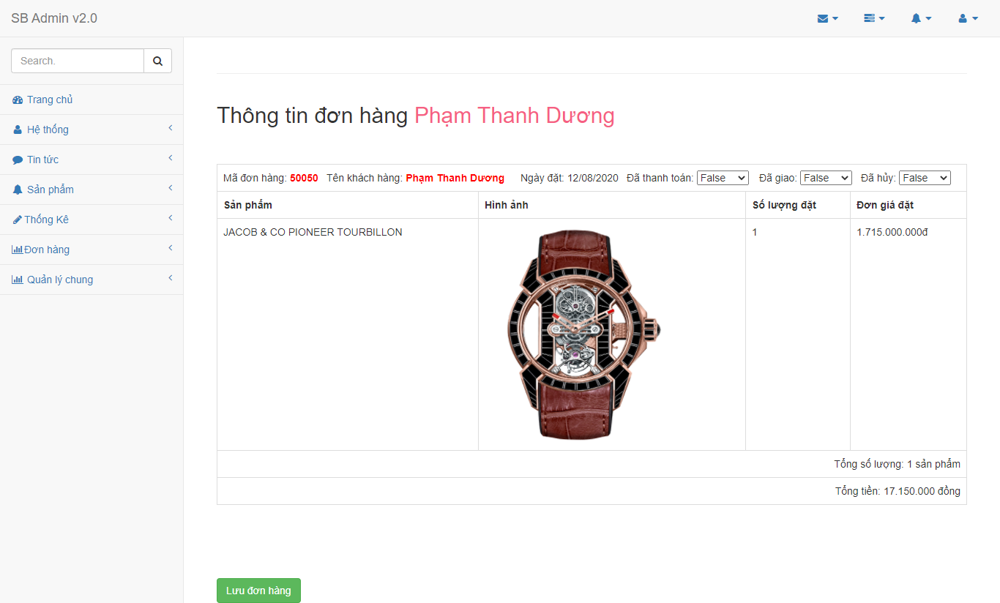 SB Admin v2.0
Search.
Trang chủ
Hệ thống
Tin tức
Sản phẩm
Thống Kê
Đơn hàng
Quản lý chung
Thông tin đơn hàng Phạm Thanh Dương
Mã đơn hàng: 50050 Tên khách hàng: Phạm Thanh Dương Ngày đặt: 12/08/2020 Đã thanh toán: False Đã giao: False Đã hủy: False
Sản phẩm Hình ảnh Số lượng đặt Đơn giá đặt
JACOB & CO PIONEER TOURBILLON 1 1.715.000.000đ
Tổng số lượng: 1 sản phẩm
Tổng tiền: 17.150.000 đồng
Lưu đơn hàng